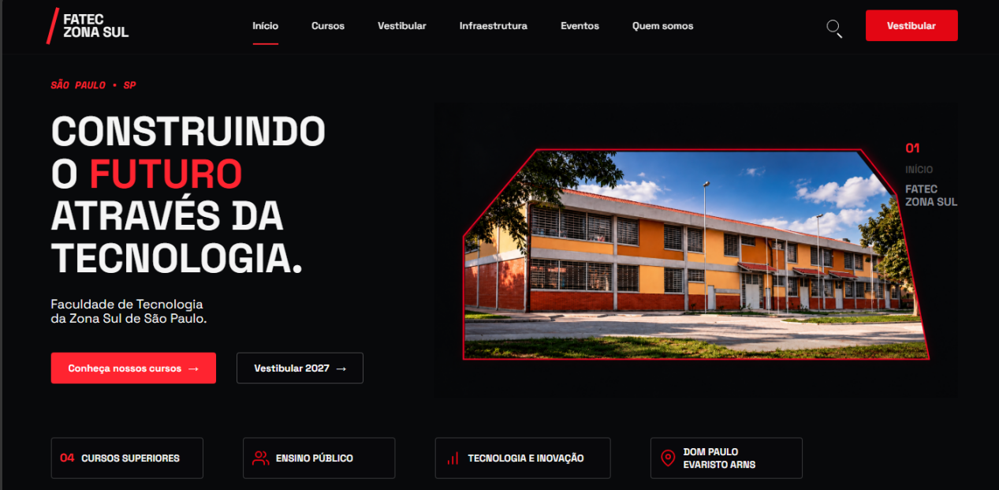 FATEC
ZONA SUL
Início
Cursos
Vestibular
Infraestrutura
Eventos
Quem somos
Vestibular
SÃO PAULO • SP
CONSTRUINDO
O FUTURO
ATRAVÉS DA
TECNOLOGIA.
Faculdade de Tecnologia
da Zona Sul de São Paulo.
Conheça nossos cursos →
Vestibular 2027 →
01
INÍCIO
FATEC
ZONA SUL
04 CURSOS SUPERIORES
ENSINO PÚBLICO
TECNOLOGIA E INOVAÇÃO
DOM PAULO
EVARISTO ARNS